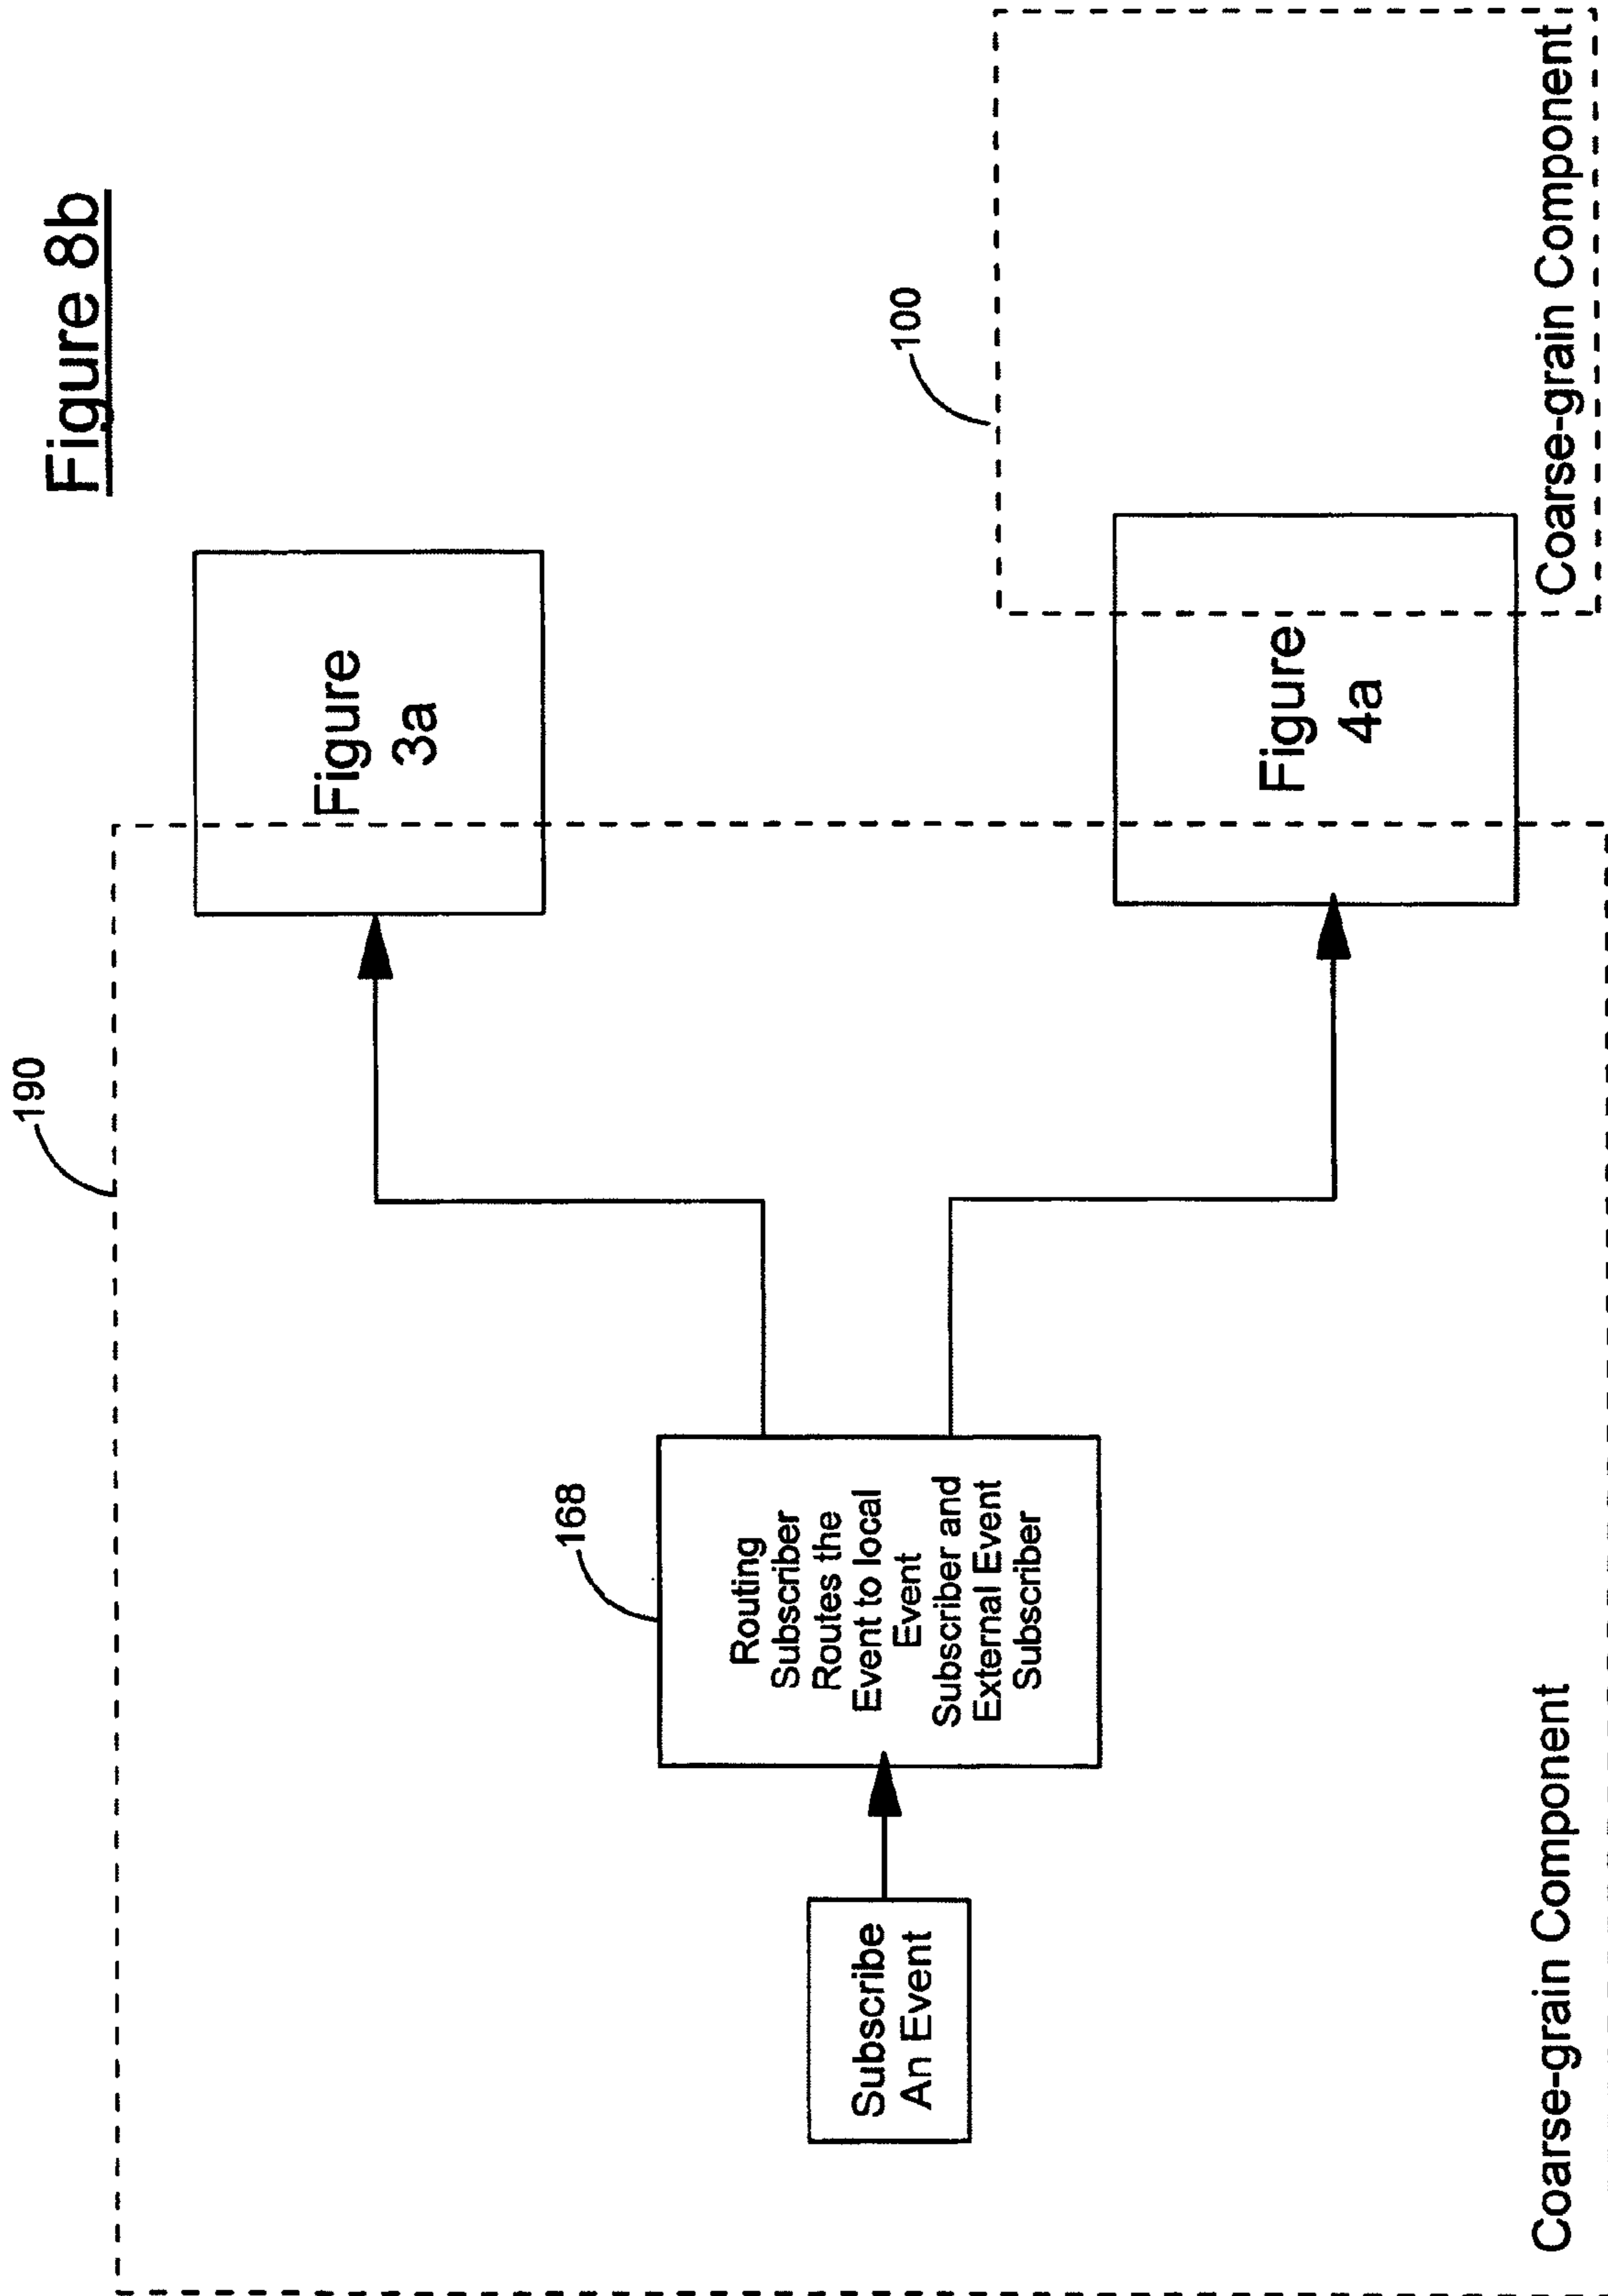 Figure 8b
190
Figure
3a
168
Routing
Subscriber
Routes the
Event to local
Event
Subscriber and
External Event
Subscriber
Subscribe
An Event
100
Figure
4a
Coarse-grain Component
Coarse-grain Component